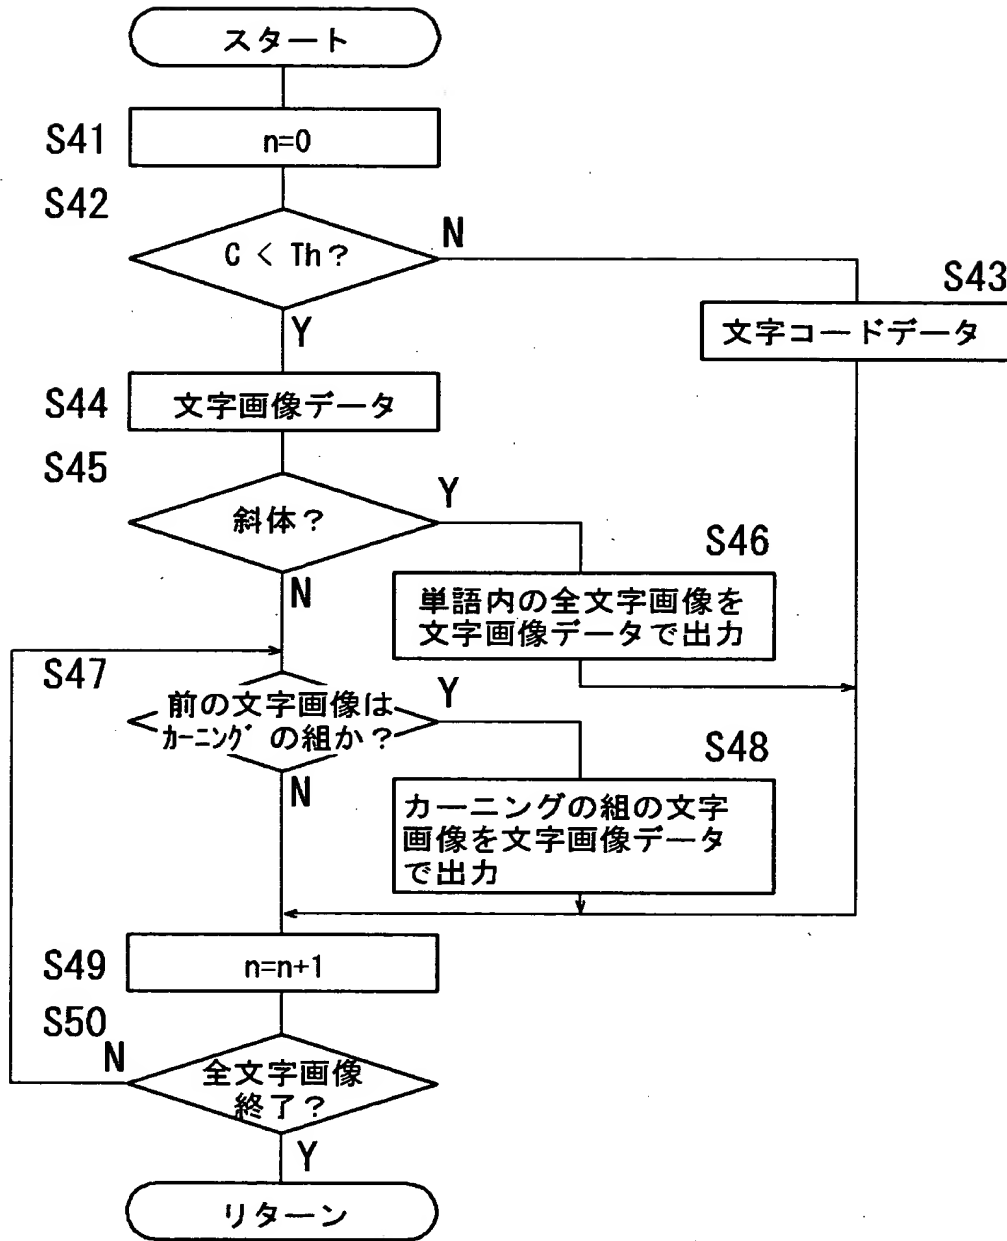 スタート
S41
n=0
S42
C < Th?
N
Y
S43
文字コードデータ
S44
文字画像データ
S45
斜体?
Y
N
S46
単語内の全文字画像を
文字画像データで出力
S47
前の文字画像は
カーニングの組か?
Y
N
S48
カーニングの組の文字
画像を文字画像データ
で出力
S49
n=n+1
S50
N
全文字画像
終了?
Y
リターン